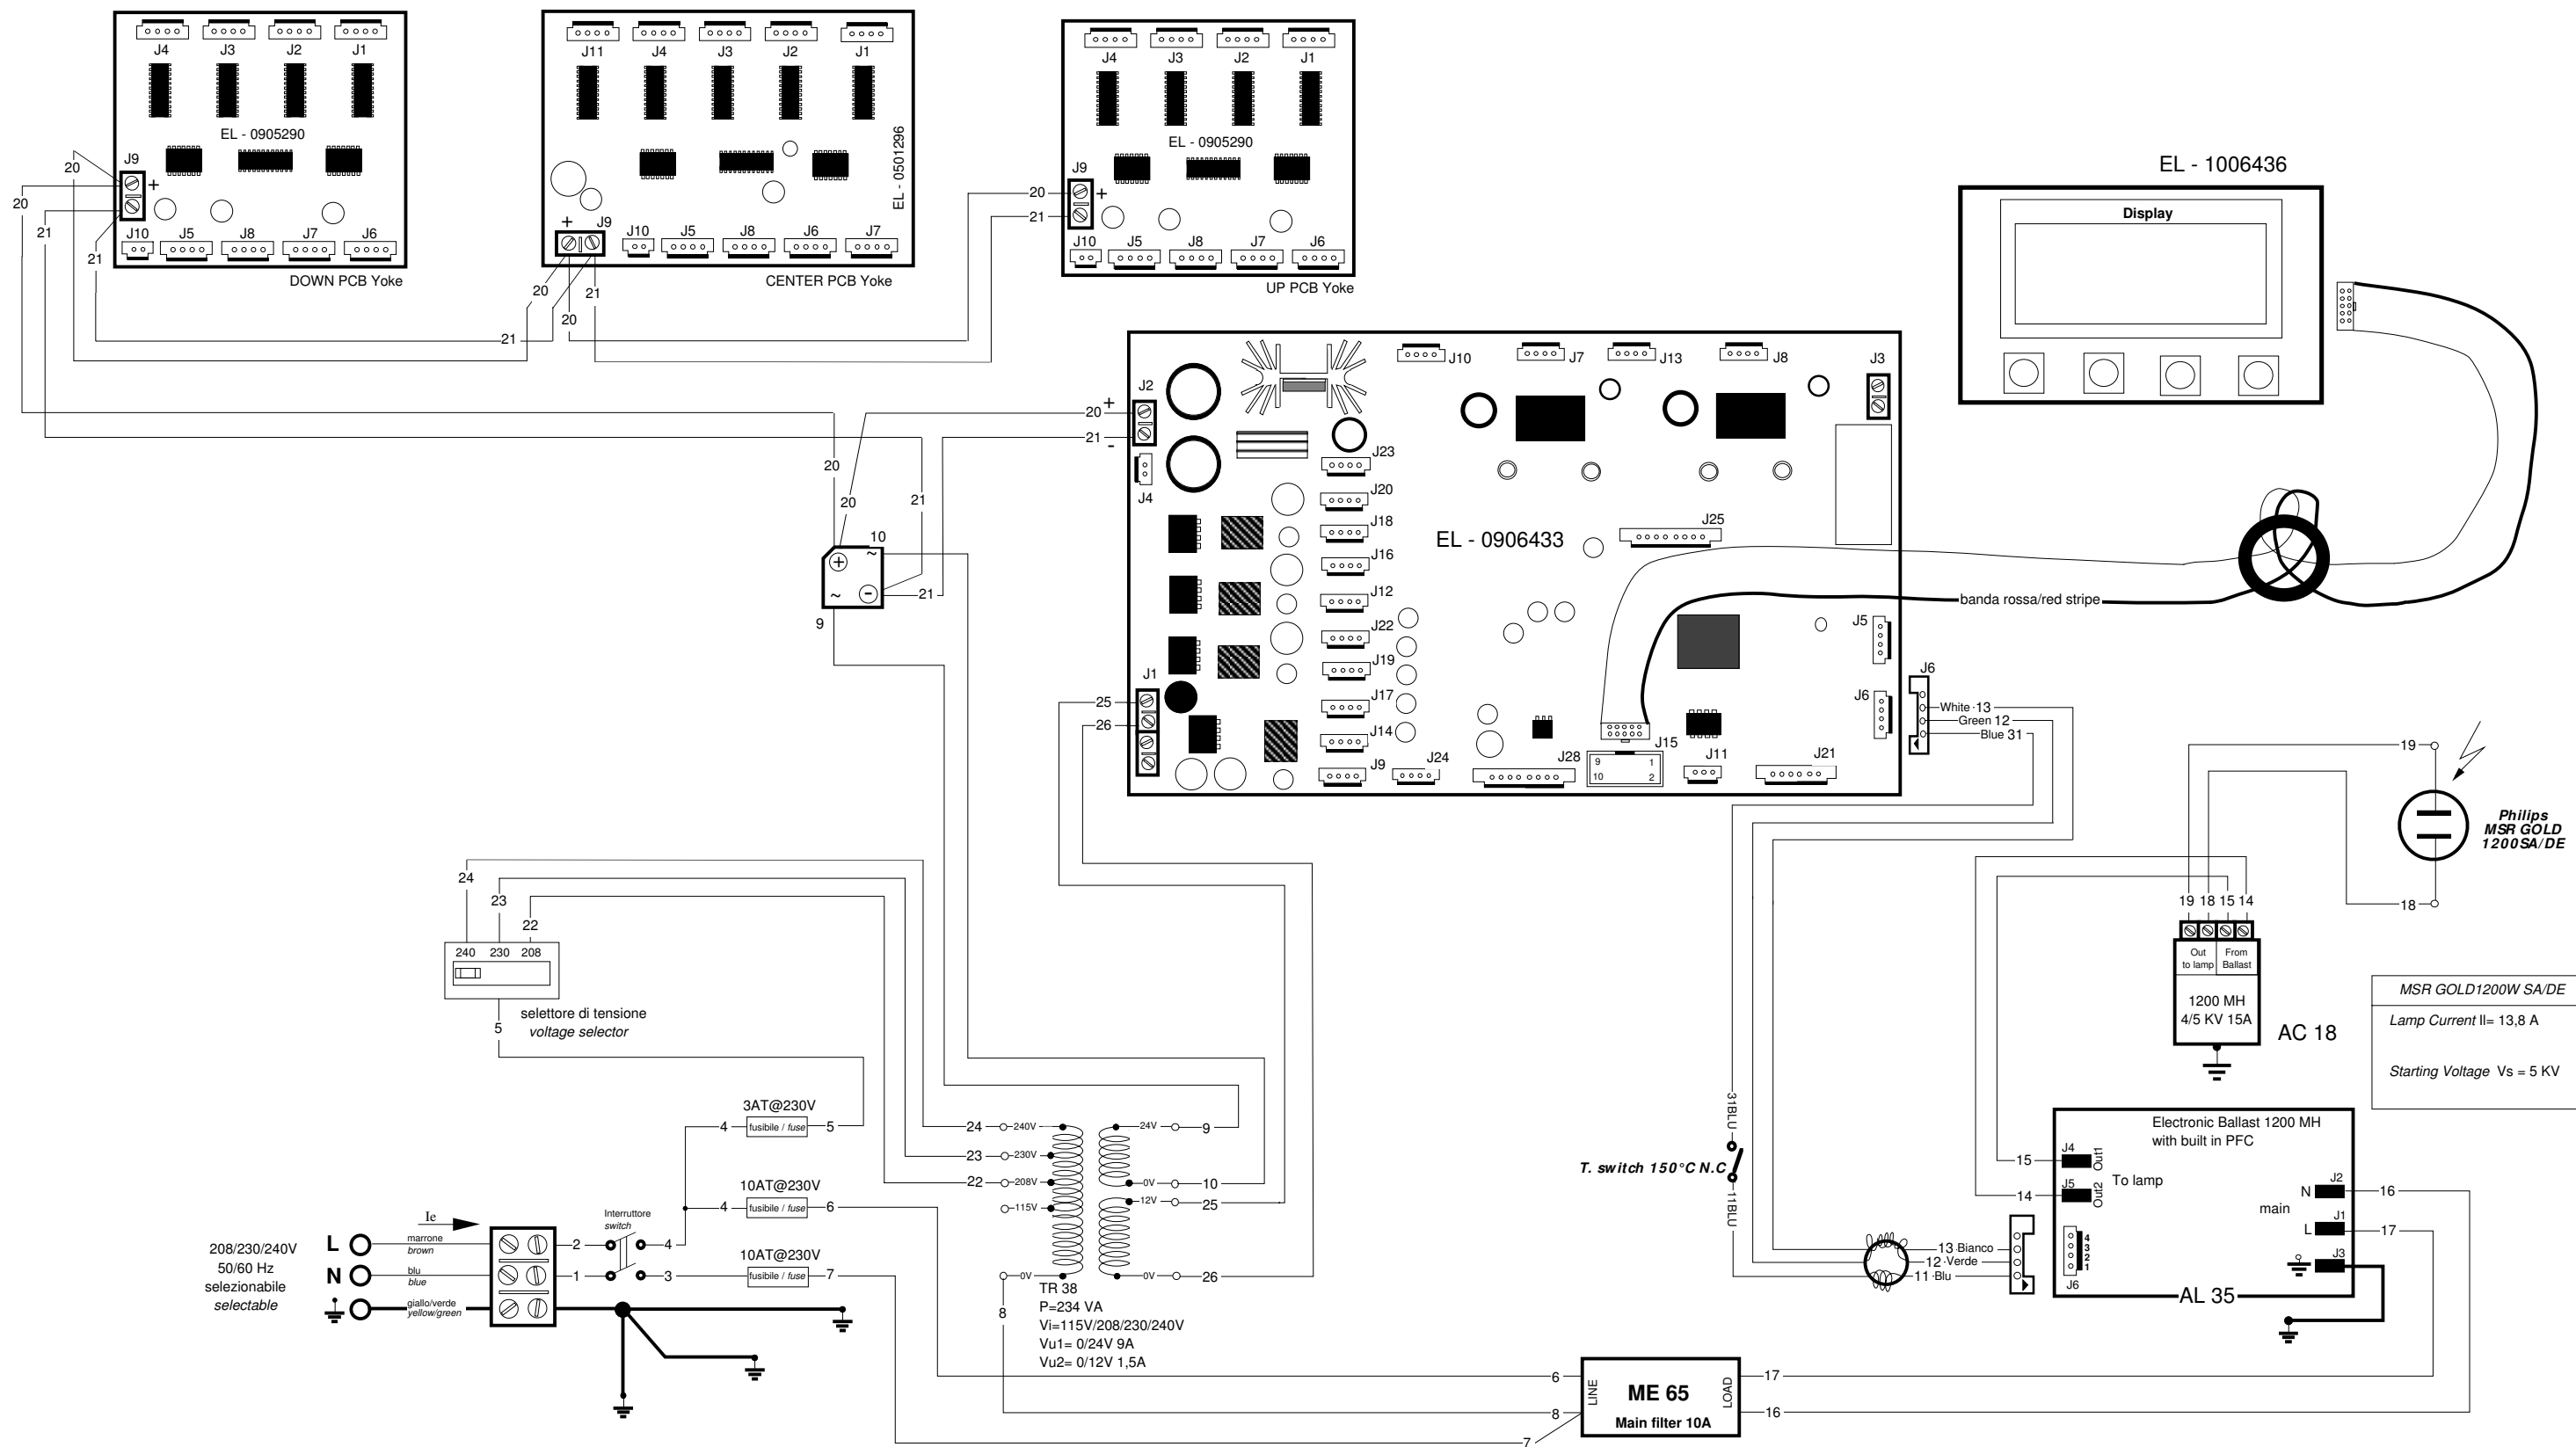 J4 J3 J2 J1
EL - 0905290
J9
+
J10 J5 J8 J7 J6
DOWN PCB Yoke
20
20
21
21
J11 J4 J3 J2 J1
EL - 0501296
+
J9
J10 J5 J8 J6 J7
CENTER PCB Yoke
20
21
20
21
J4 J3 J2 J1
EL - 0905290
J9
+
20
21
J10 J5 J8 J7 J6
UP PCB Yoke
EL - 1006436
Display
J10 J7 J13 J8 J3
J2
20 +
21 -
J4
J23
J20
J18
J16
J12
J22
J19
J17
J14
J9
J24
J28
J15
9 1
10 2
J11
J21
J25
EL - 0906433
J5
J6
J1
25
26
banda rossa/red stripe
J6
White 13
Green 12
Blue 31
20
20
21
10
+ ~
~ -
21
9
24
23
22
240 230 208
5
selettore di tensione
voltage selector
3AT@230V
4 fusibile / fuse 5
10AT@230V
4 fusibile / fuse 6
10AT@230V
3 fusibile / fuse 7
Interruttore
switch
2 4
1
Ie
208/230/240V
50/60 Hz
selezionabile
selectable
L marrone
brown
N blu
blue
giallo/verde
yellow/green
24 240V
23 230V
22 208V
115V
0V
8
24V 9
0V 10
12V 25
0V 26
TR 38
P=234 VA
Vi=115V/208/230/240V
Vu1= 0/24V 9A
Vu2= 0/12V 1,5A
6
8
7
LINE
ME 65
Main filter 10A
LOAD
17
16
31BLU
T. switch 150°C N.C
11BLU
13 Bianco
12 Verde
11 Blu
19
18
Philips
MSR GOLD
1200SA/DE
19 18 15 14
Out
to lamp
From
Ballast
1200 MH
4/5 KV 15A
AC 18
MSR GOLD1200W SA/DE
Lamp Current Il= 13,8 A
Starting Voltage Vs = 5 KV
Electronic Ballast 1200 MH
with built in PFC
15 J4 Out1
14 J5 Out2
To lamp
4
3
2
1
J6
main
J2
N 16
J1
L 17
J3
AL 35